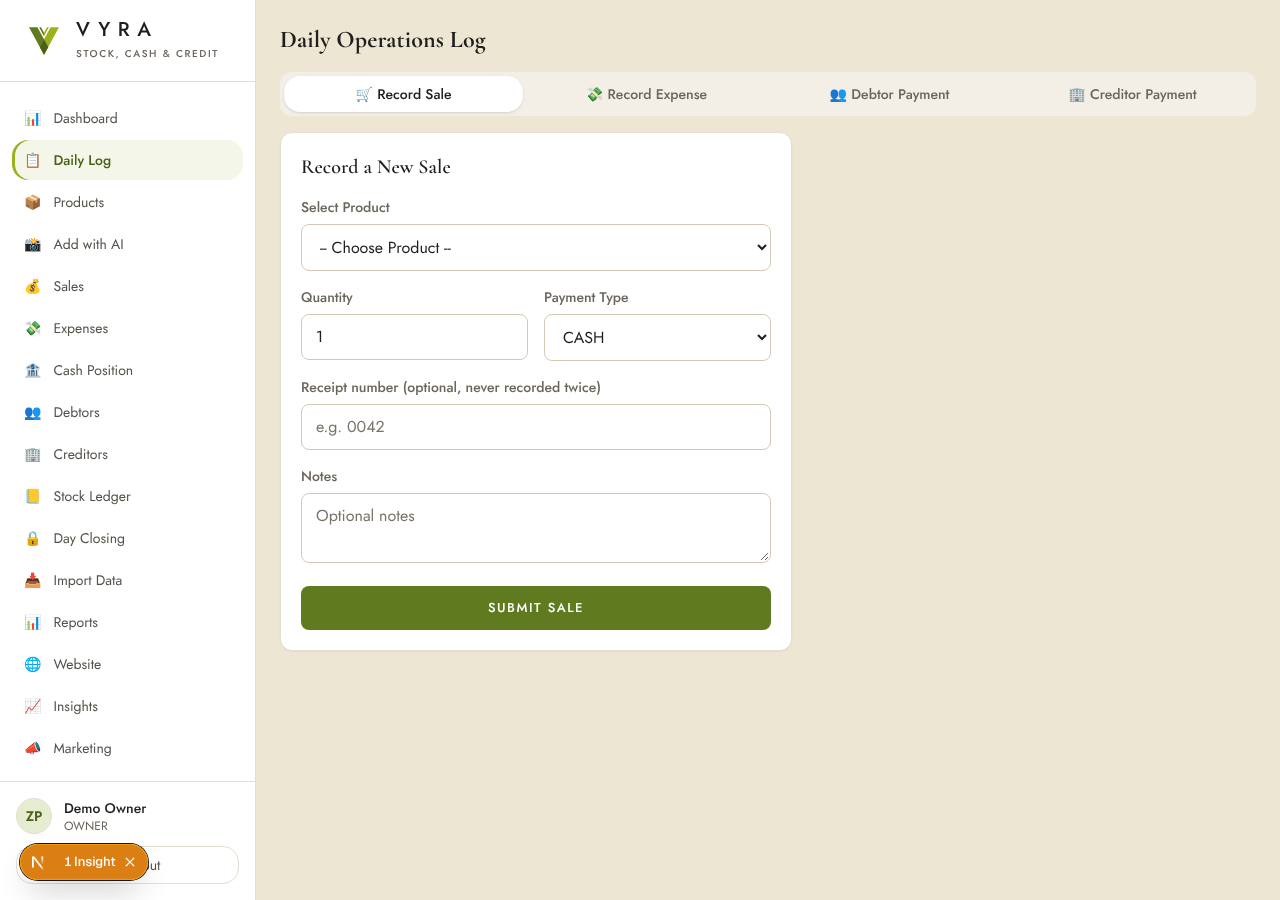 VYRA
STOCK, CASH & CREDIT
Dashboard
Daily Log
Products
Add with AI
Sales
Expenses
Cash Position
Debtors
Creditors
Stock Ledger
Day Closing
Import Data
Reports
Website
Insights
Marketing
ZP
Demo Owner
OWNER
N 1 Insight
ut
Daily Operations Log
Record Sale
Record Expense
Debtor Payment
Creditor Payment
Record a New Sale
Select Product
-- Choose Product --
Quantity
Payment Type
1
CASH
Receipt number (optional, never recorded twice)
e.g. 0042
Notes
Optional notes
SUBMIT SALE